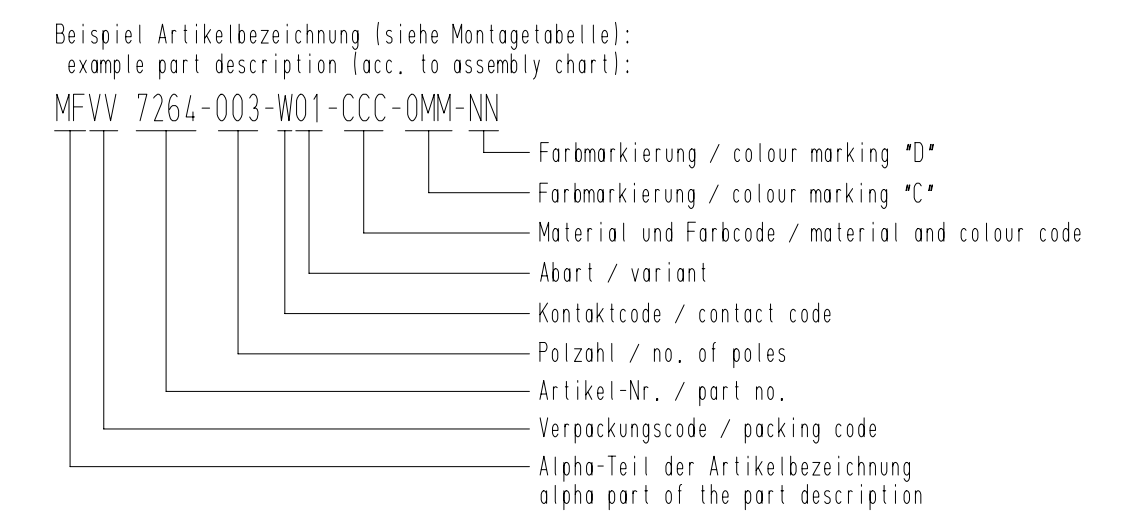 Beispiel Artikelbezeichnung (siehe Montagetabelle):
example part description (acc. to assembly chart):
MFVV 7264-003-W01-CCC-0MM-NN
Farbmarkierung / colour marking "D"
Farbmarkierung / colour marking "C"
Material und Farbcode / material and colour code
Abart / variant
Kontaktcode / contact code
Polzahl / no. of poles
Artikel-Nr. / part no.
Verpackungscode / packing code
Alpha-Teil der Artikelbezeichnung
alpha part of the part description